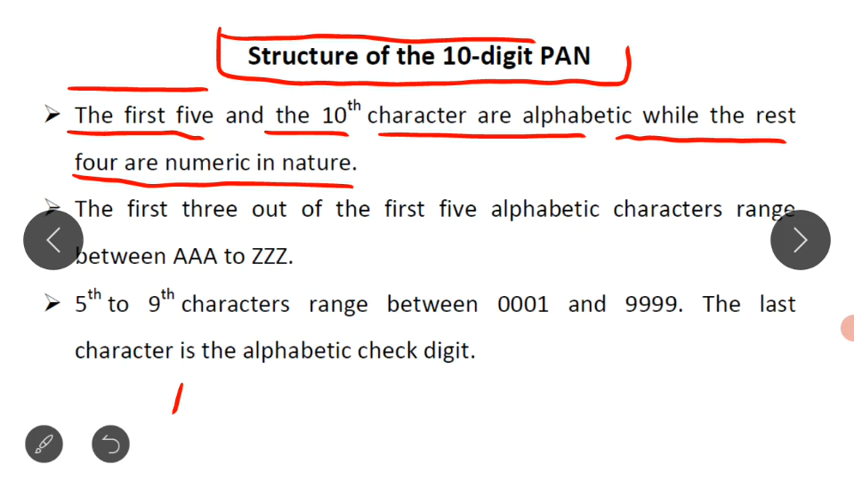 Structure of the 10-digit PAN
➤ The first five and the 10th character are alphabetic while the rest
four are numeric in nature.
➤ The first three out of the first five alphabetic characters range
between AAA to ZZZ.
➤ 5th to 9th characters range between 0001 and 9999. The last
character is the alphabetic check digit.